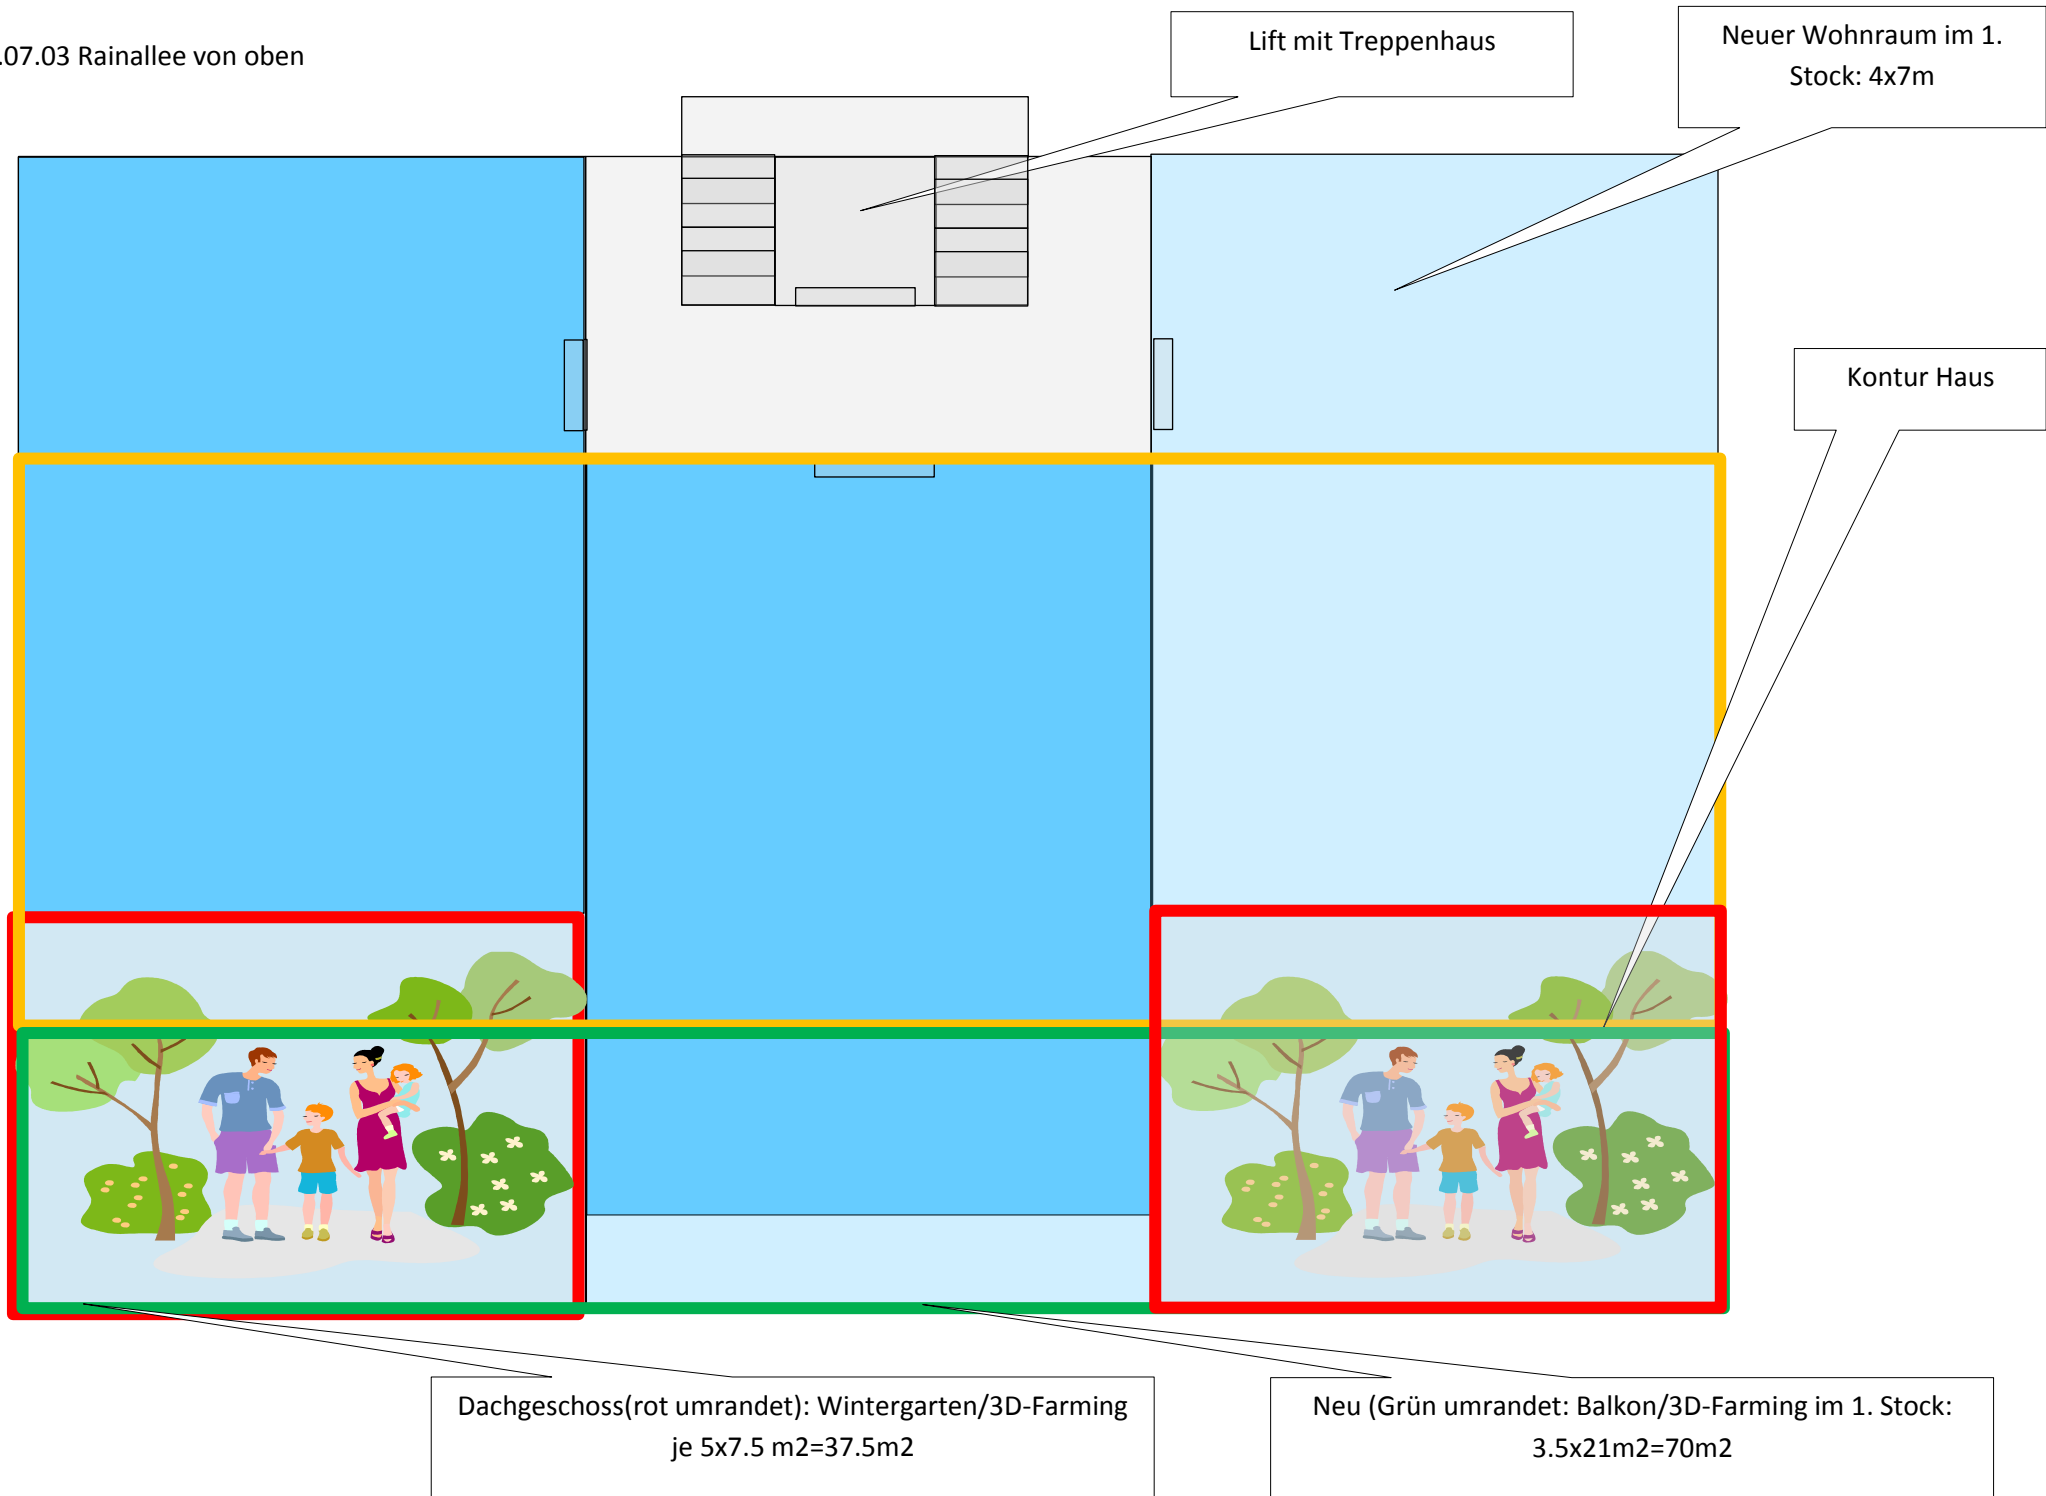 .07.03 Rainallee von oben
Lift mit Treppenhaus
Neuer Wohnraum im 1.
Stock: 4x7m
Kontur Haus
Dachgeschoss(rot umrandet): Wintergarten/3D-Farming
je 5x7.5 m2=37.5m2
Neu (Grün umrandet: Balkon/3D-Farming im 1. Stock:
3.5x21m2=70m2